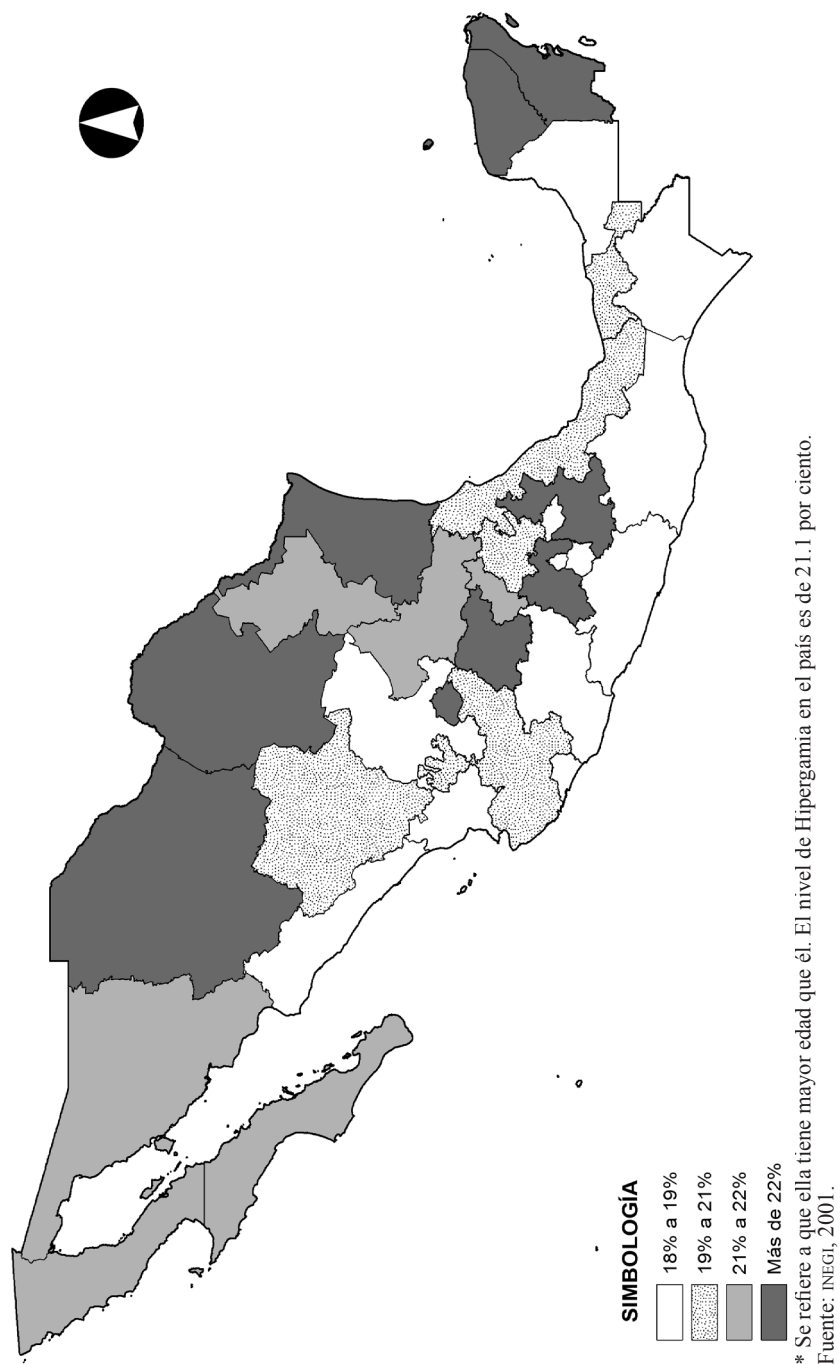 SIMBOLOGÍA
18% a 19%
19% a 21%
21% a 22%
Más de 22%
* Se refiere a que ella tiene mayor edad que él. El nivel de Hipergamia en el país es de 21.1 por ciento.
Fuente: INEGI, 2001.